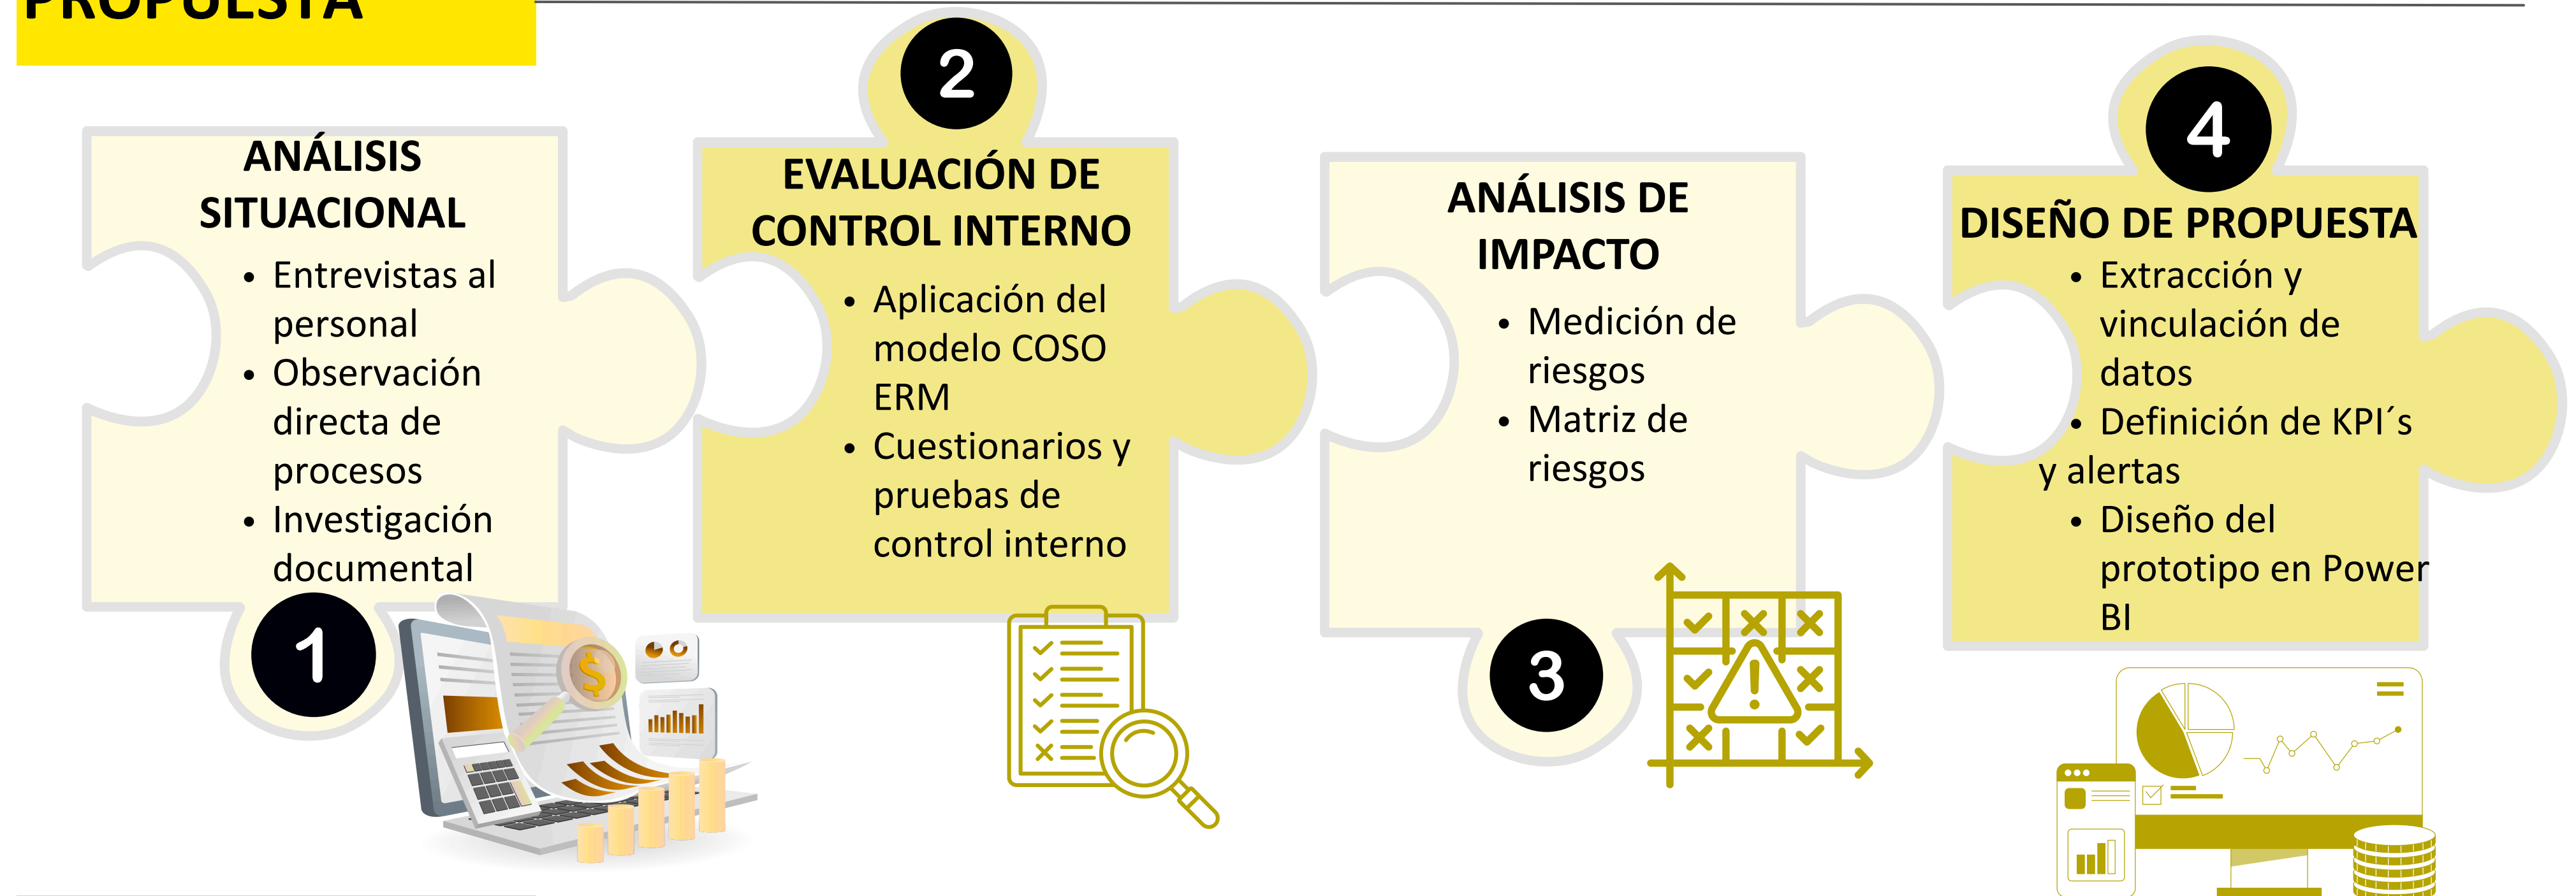 PROPUESTA
1
ANÁLISIS
SITUACIONAL
• Entrevistas al
personal
• Observación
directa de
procesos
• Investigación
documental
2
EVALUACIÓN DE
CONTROL INTERNO
• Aplicación del
modelo COSO
ERM
• Cuestionarios y
pruebas de
control interno
3
ANÁLISIS DE
IMPACTO
• Medición de
riesgos
• Matriz de
riesgos
4
DISEÑO DE PROPUESTA
• Extracción y
vinculación de
datos
• Definición de KPI´s
y alertas
• Diseño del
prototipo en Power
BI
$